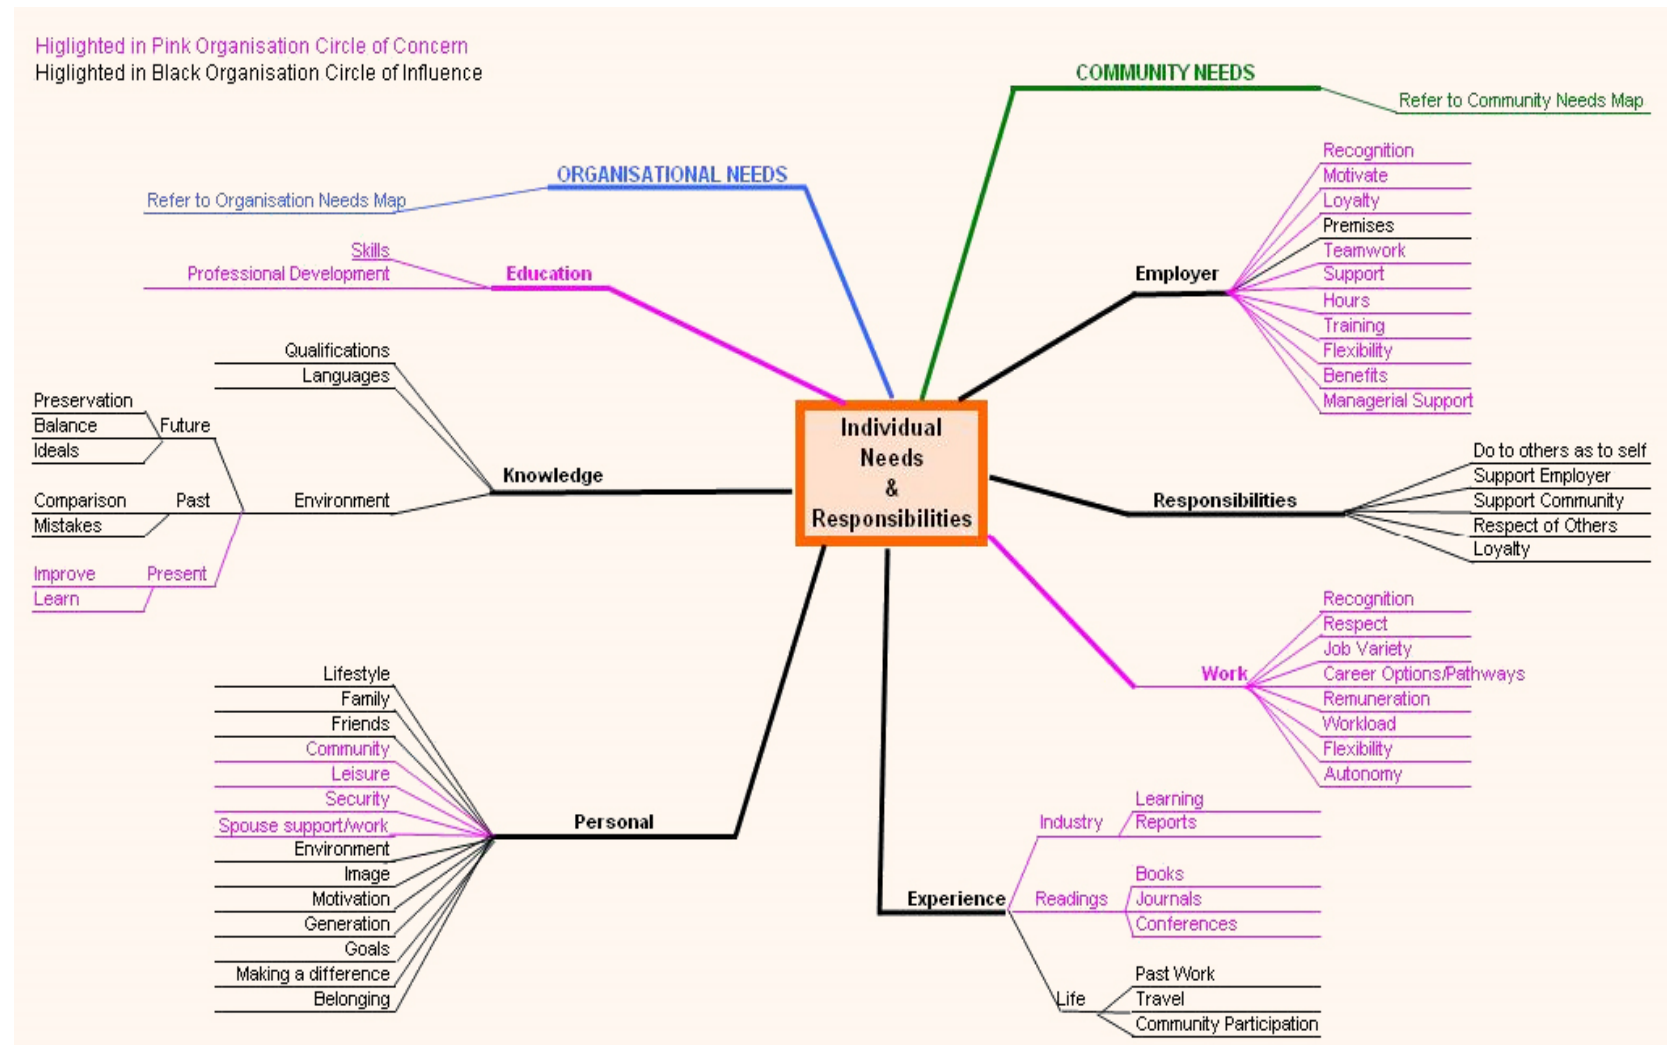 Higlighted in Pink Organisation Circle of Concern
Higlighted in Black Organisation Circle of Influence
COMMUNITY NEEDS
Refer to Community Needs Map
ORGANISATIONAL NEEDS
Refer to Organisation Needs Map
Education
Skills
Professional Development
Employer
Recognition
Motivate
Loyalty
Premises
Teamwork
Support
Hours
Training
Flexibility
Benefits
Managerial Support
Individual
Needs
&
Responsibilities
Knowledge
Qualifications
Languages
Environment
Future
Preservation
Balance
Ideals
Past
Comparison
Mistakes
Present
Improve
Learn
Responsibilities
Do to others as to self
Support Employer
Support Community
Respect of Others
Loyalty
Work
Recognition
Respect
Job Variety
Career Options/Pathways
Remuneration
Workload
Flexibility
Autonomy
Personal
Lifestyle
Family
Friends
Community
Leisure
Security
Spouse support/work
Environment
Image
Motivation
Generation
Goals
Making a difference
Belonging
Experience
Industry
Learning
Reports
Readings
Books
Journals
Conferences
Life
Past Work
Travel
Community Participation